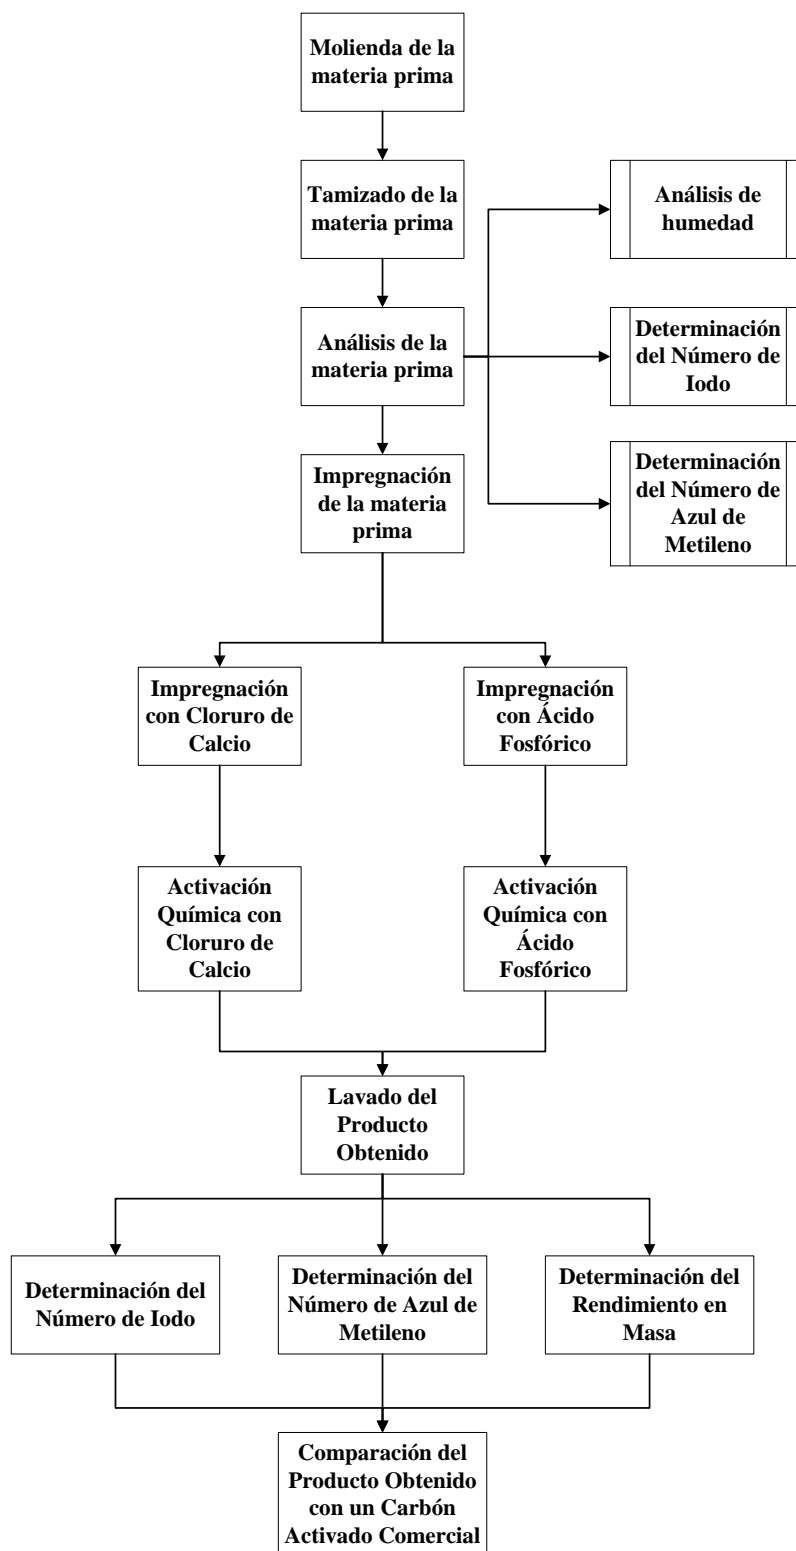 Molienda de la
materia prima
Tamizado de la
materia prima
Análisis de
humedad
Análisis de la
materia prima
Determinación
del Número de
Iodo
Impregnación
de la materia
prima
Determinación
del Número de
Azul de
Metileno
Impregnación
con Cloruro de
Calcio
Impregnación
con Ácido
Fosfórico
Activación
Química con
Cloruro de
Calcio
Activación
Química con
Ácido
Fosfórico
Lavado del
Producto
Obtenido
Determinación del
Número de Iodo
Determinación del
Número de Azul de
Metileno
Determinación del
Rendimiento en
Masa
Comparación del
Producto Obtenido
con un Carbón
Activado Comercial